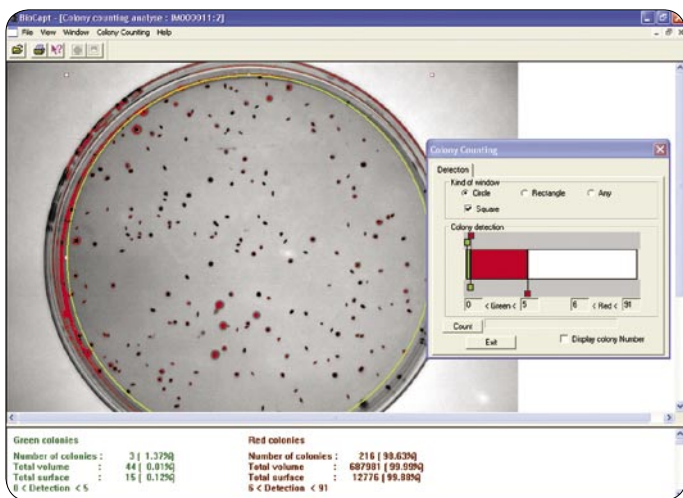 BioCapt - [Colony counting analyse : IM000011:2]
File View Window Colony Counting Help
Colony Counting
Detection
Kind of window
Circle Rectangle Any
Square
Colony detection
0 < Green < 5 6 < Red < 91
Count
Exit Display colony Number
Green colonies Red colonies
Number of colonies : 3 [ 1.37%] Number of colonies : 216 [ 98.63%]
Total volume : 44 [ 0.01%] Total volume : 687981 [ 99.99%]
Total surface : 15 [ 0.12%] Total surface : 12776 [ 99.88%]
0 < Detection < 5 6 < Detection < 91